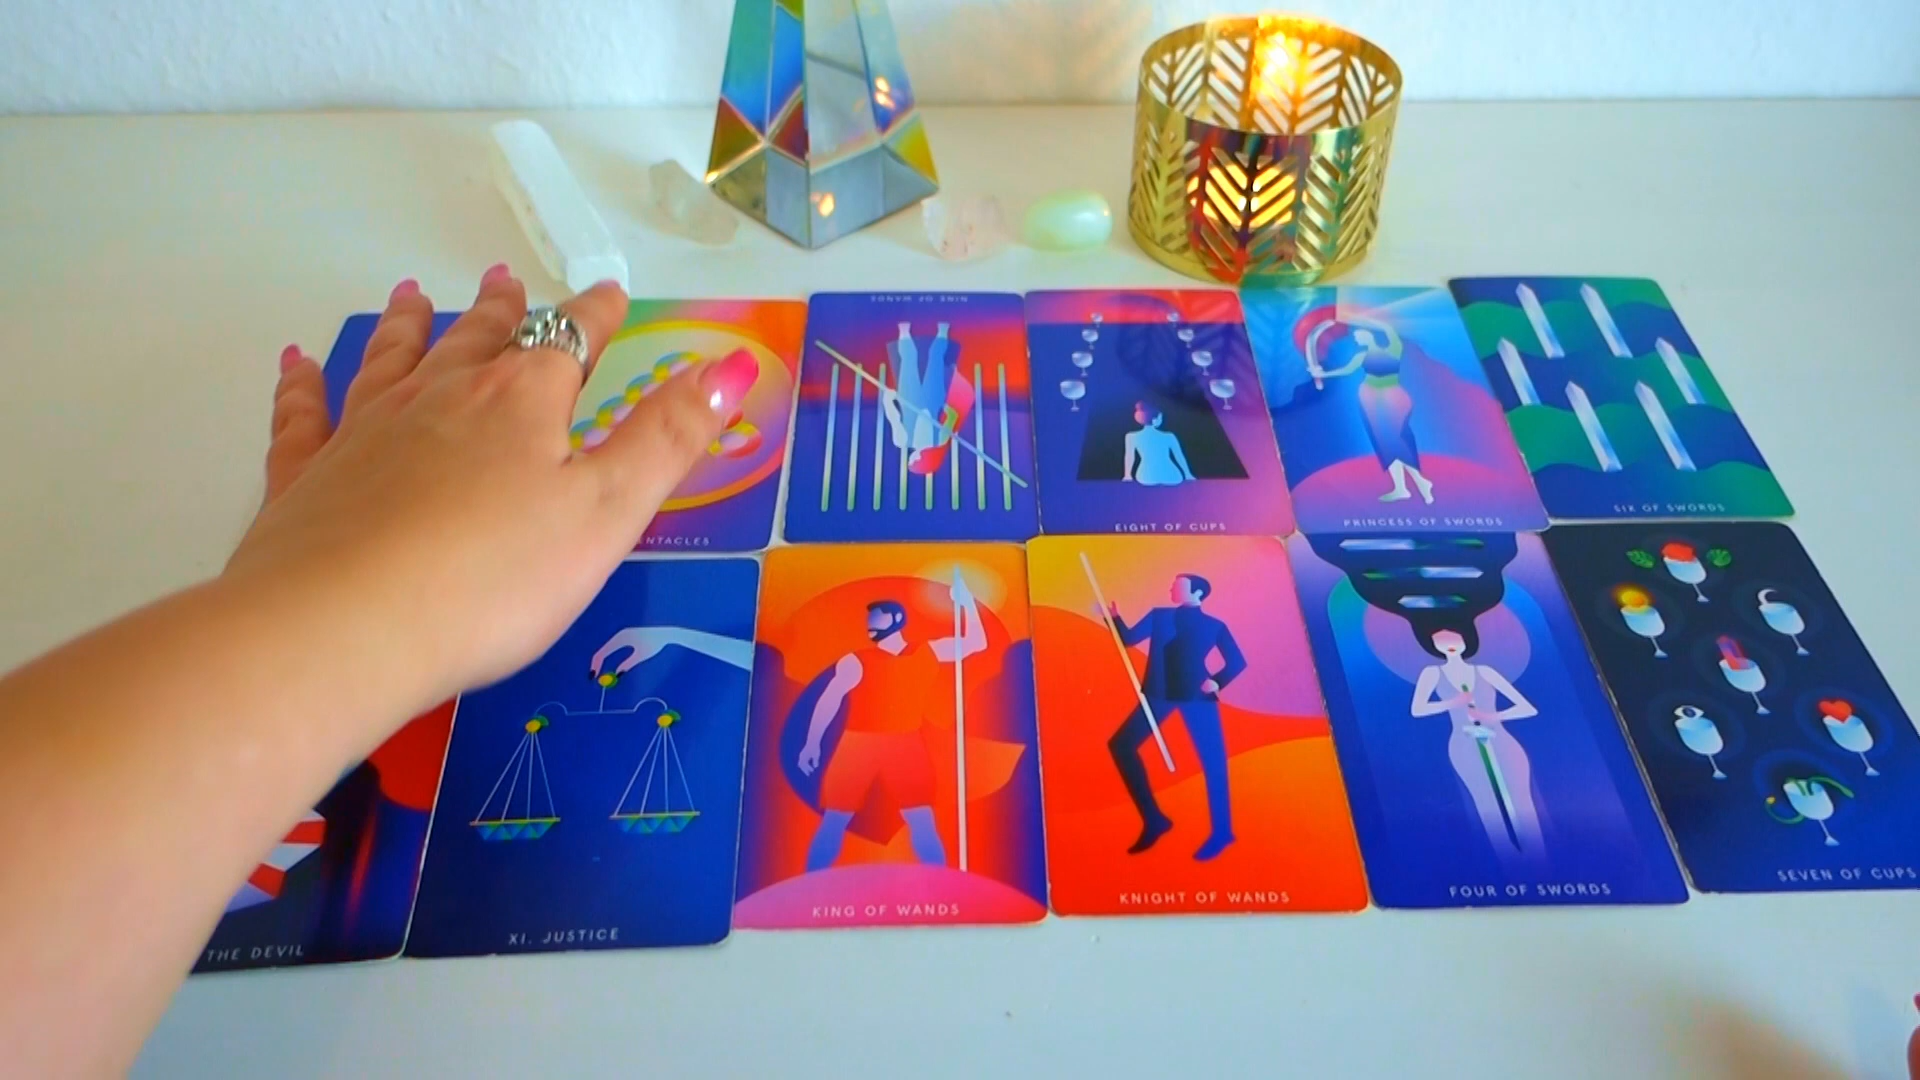 ENTACLES
NINE OF WANDS
EIGHT OF CUPS
PRINCESS OF SWORDS
SIX OF SWORDS
THE DEVIL
XI. JUSTICE
KING OF WANDS
KNIGHT OF WANDS
FOUR OF SWORDS
SEVEN OF CUPS